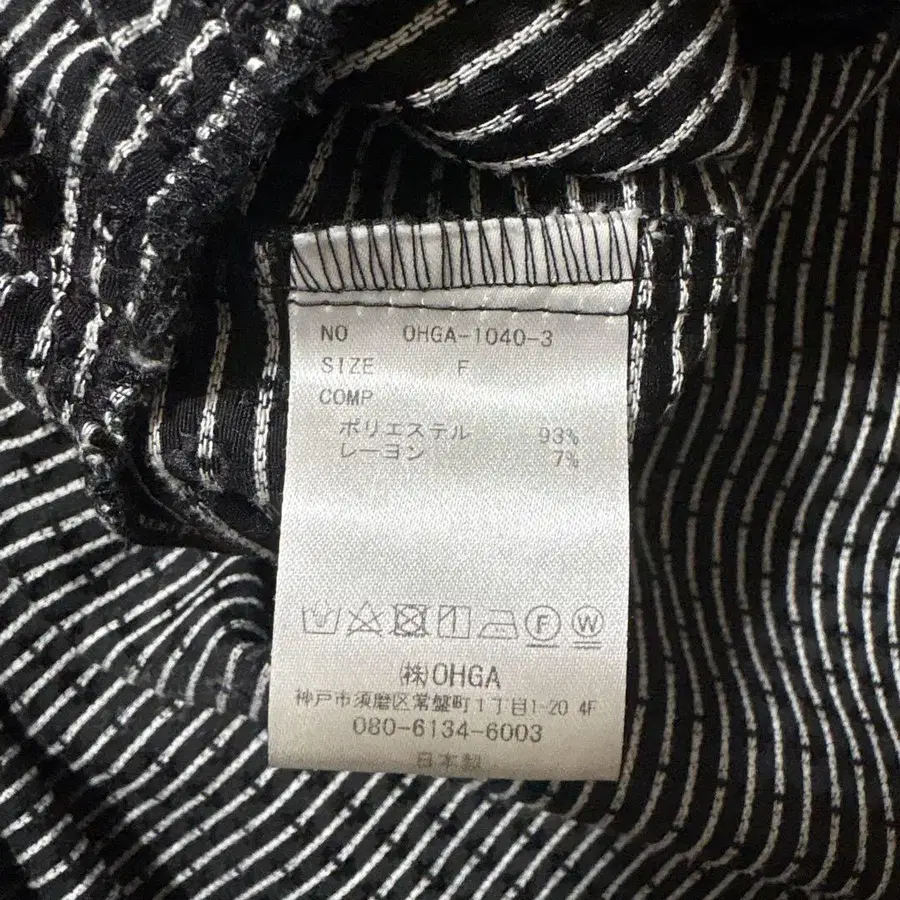 NO OHGA-1040-3
SIZE F
COMP
ポリエステル 93%
レーヨン 7%
F W
㈱OHGA
神戸市須磨区常盤町1丁目1-20 4F
080-6134-6003
日本製